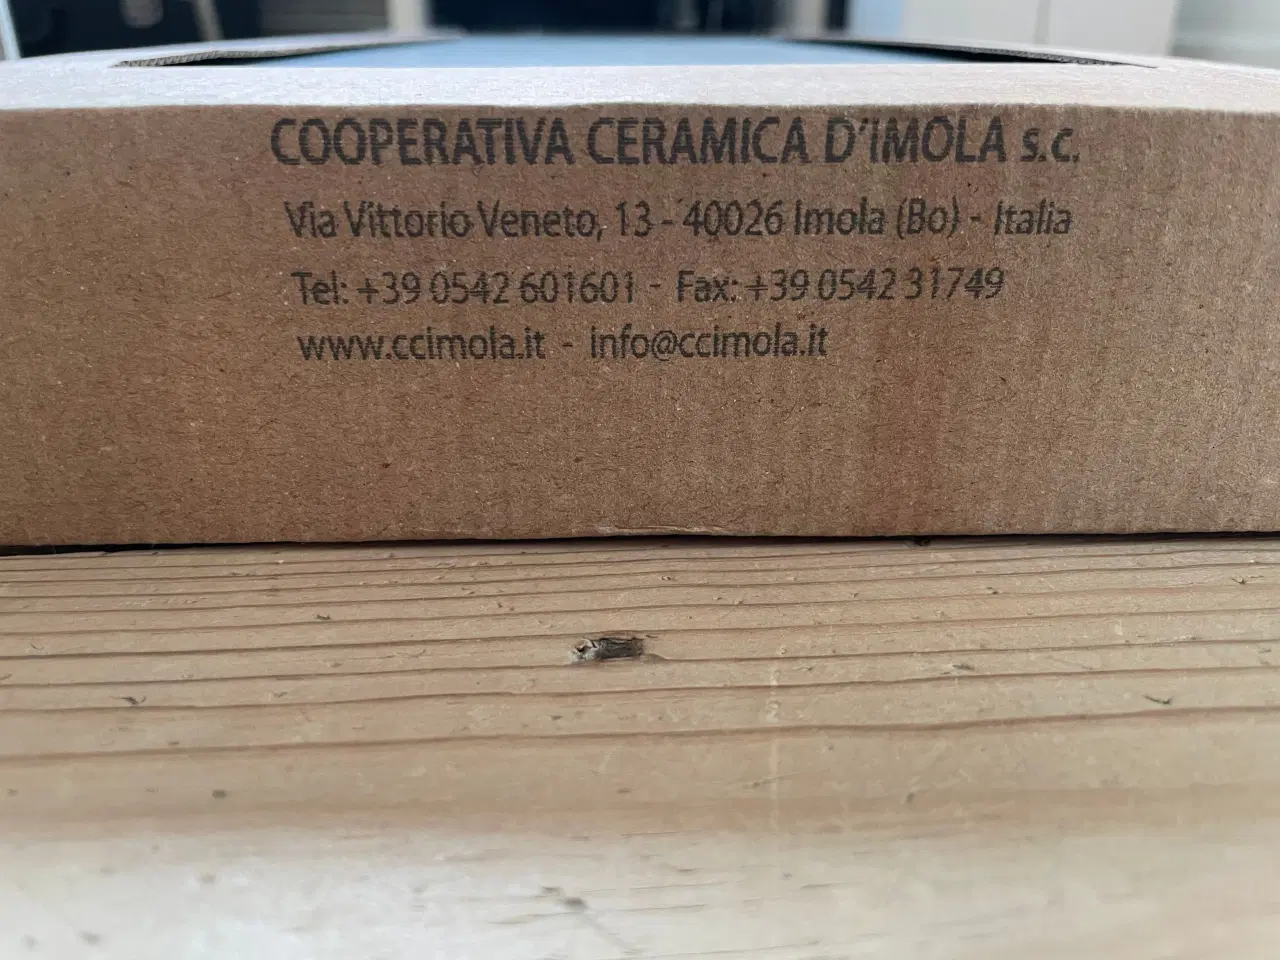 COOPERATIVA CERAMICA D'IMOLA s.c.
Via Vittorio Veneto, 13 - 40026 Imola (Bo) - Italia
Tel: +39 0542 601601 - Fax: +39 0542 31749
www.ccimola.it - info@ccimola.it